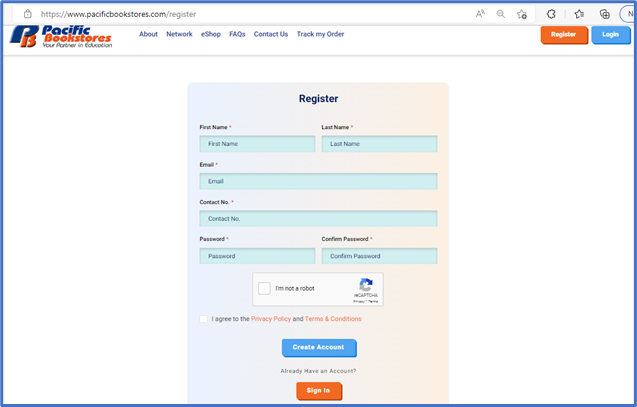 https://www.pacificbookstores.com/register
Pacific
Bookstores
Your Partner in Education
About Network eShop FAQs Contact Us Track my Order
Register Login
Register
First Name * Last Name *
First Name Last Name
Email *
Email
Contact No. *
Contact No.
Password * Confirm Password *
Password Confirm Password
I'm not a robot
reCAPTCHA
Privacy - Terms
I agree to the Privacy Policy and Terms & Conditions
Create Account
Already Have an Account?
Sign In